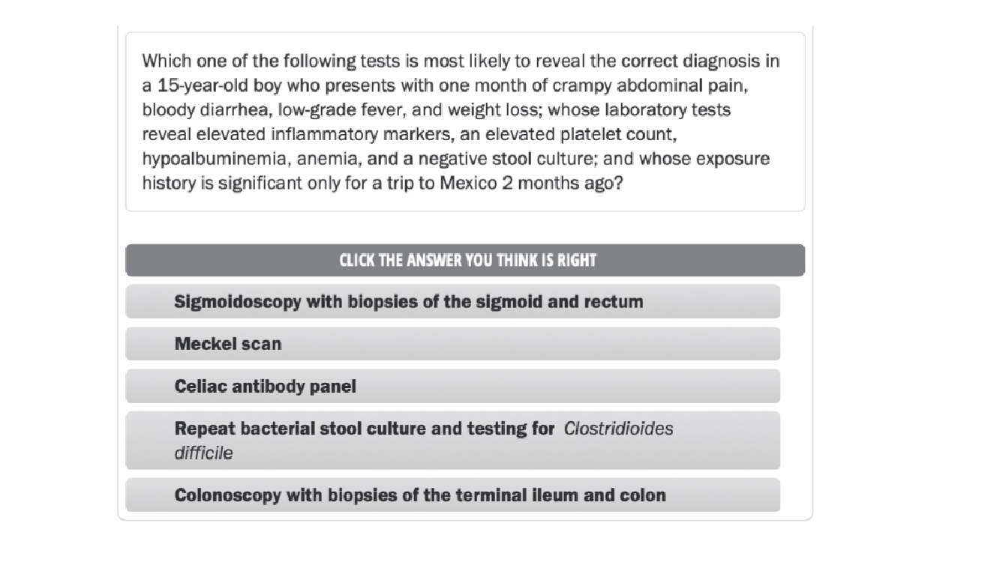 Which one of the following tests is most likely to reveal the correct diagnosis in
a 15-year-old boy who presents with one month of crampy abdominal pain,
bloody diarrhea, low-grade fever, and weight loss; whose laboratory tests
reveal elevated inflammatory markers, an elevated platelet count,
hypoalbuminemia, anemia, and a negative stool culture; and whose exposure
history is significant only for a trip to Mexico 2 months ago?
CLICK THE ANSWER YOU THINK IS RIGHT
Sigmoidoscopy with biopsies of the sigmoid and rectum
Meckel scan
Celiac antibody panel
Repeat bacterial stool culture and testing for Clostridioides
difficile
Colonoscopy with biopsies of the terminal ileum and colon